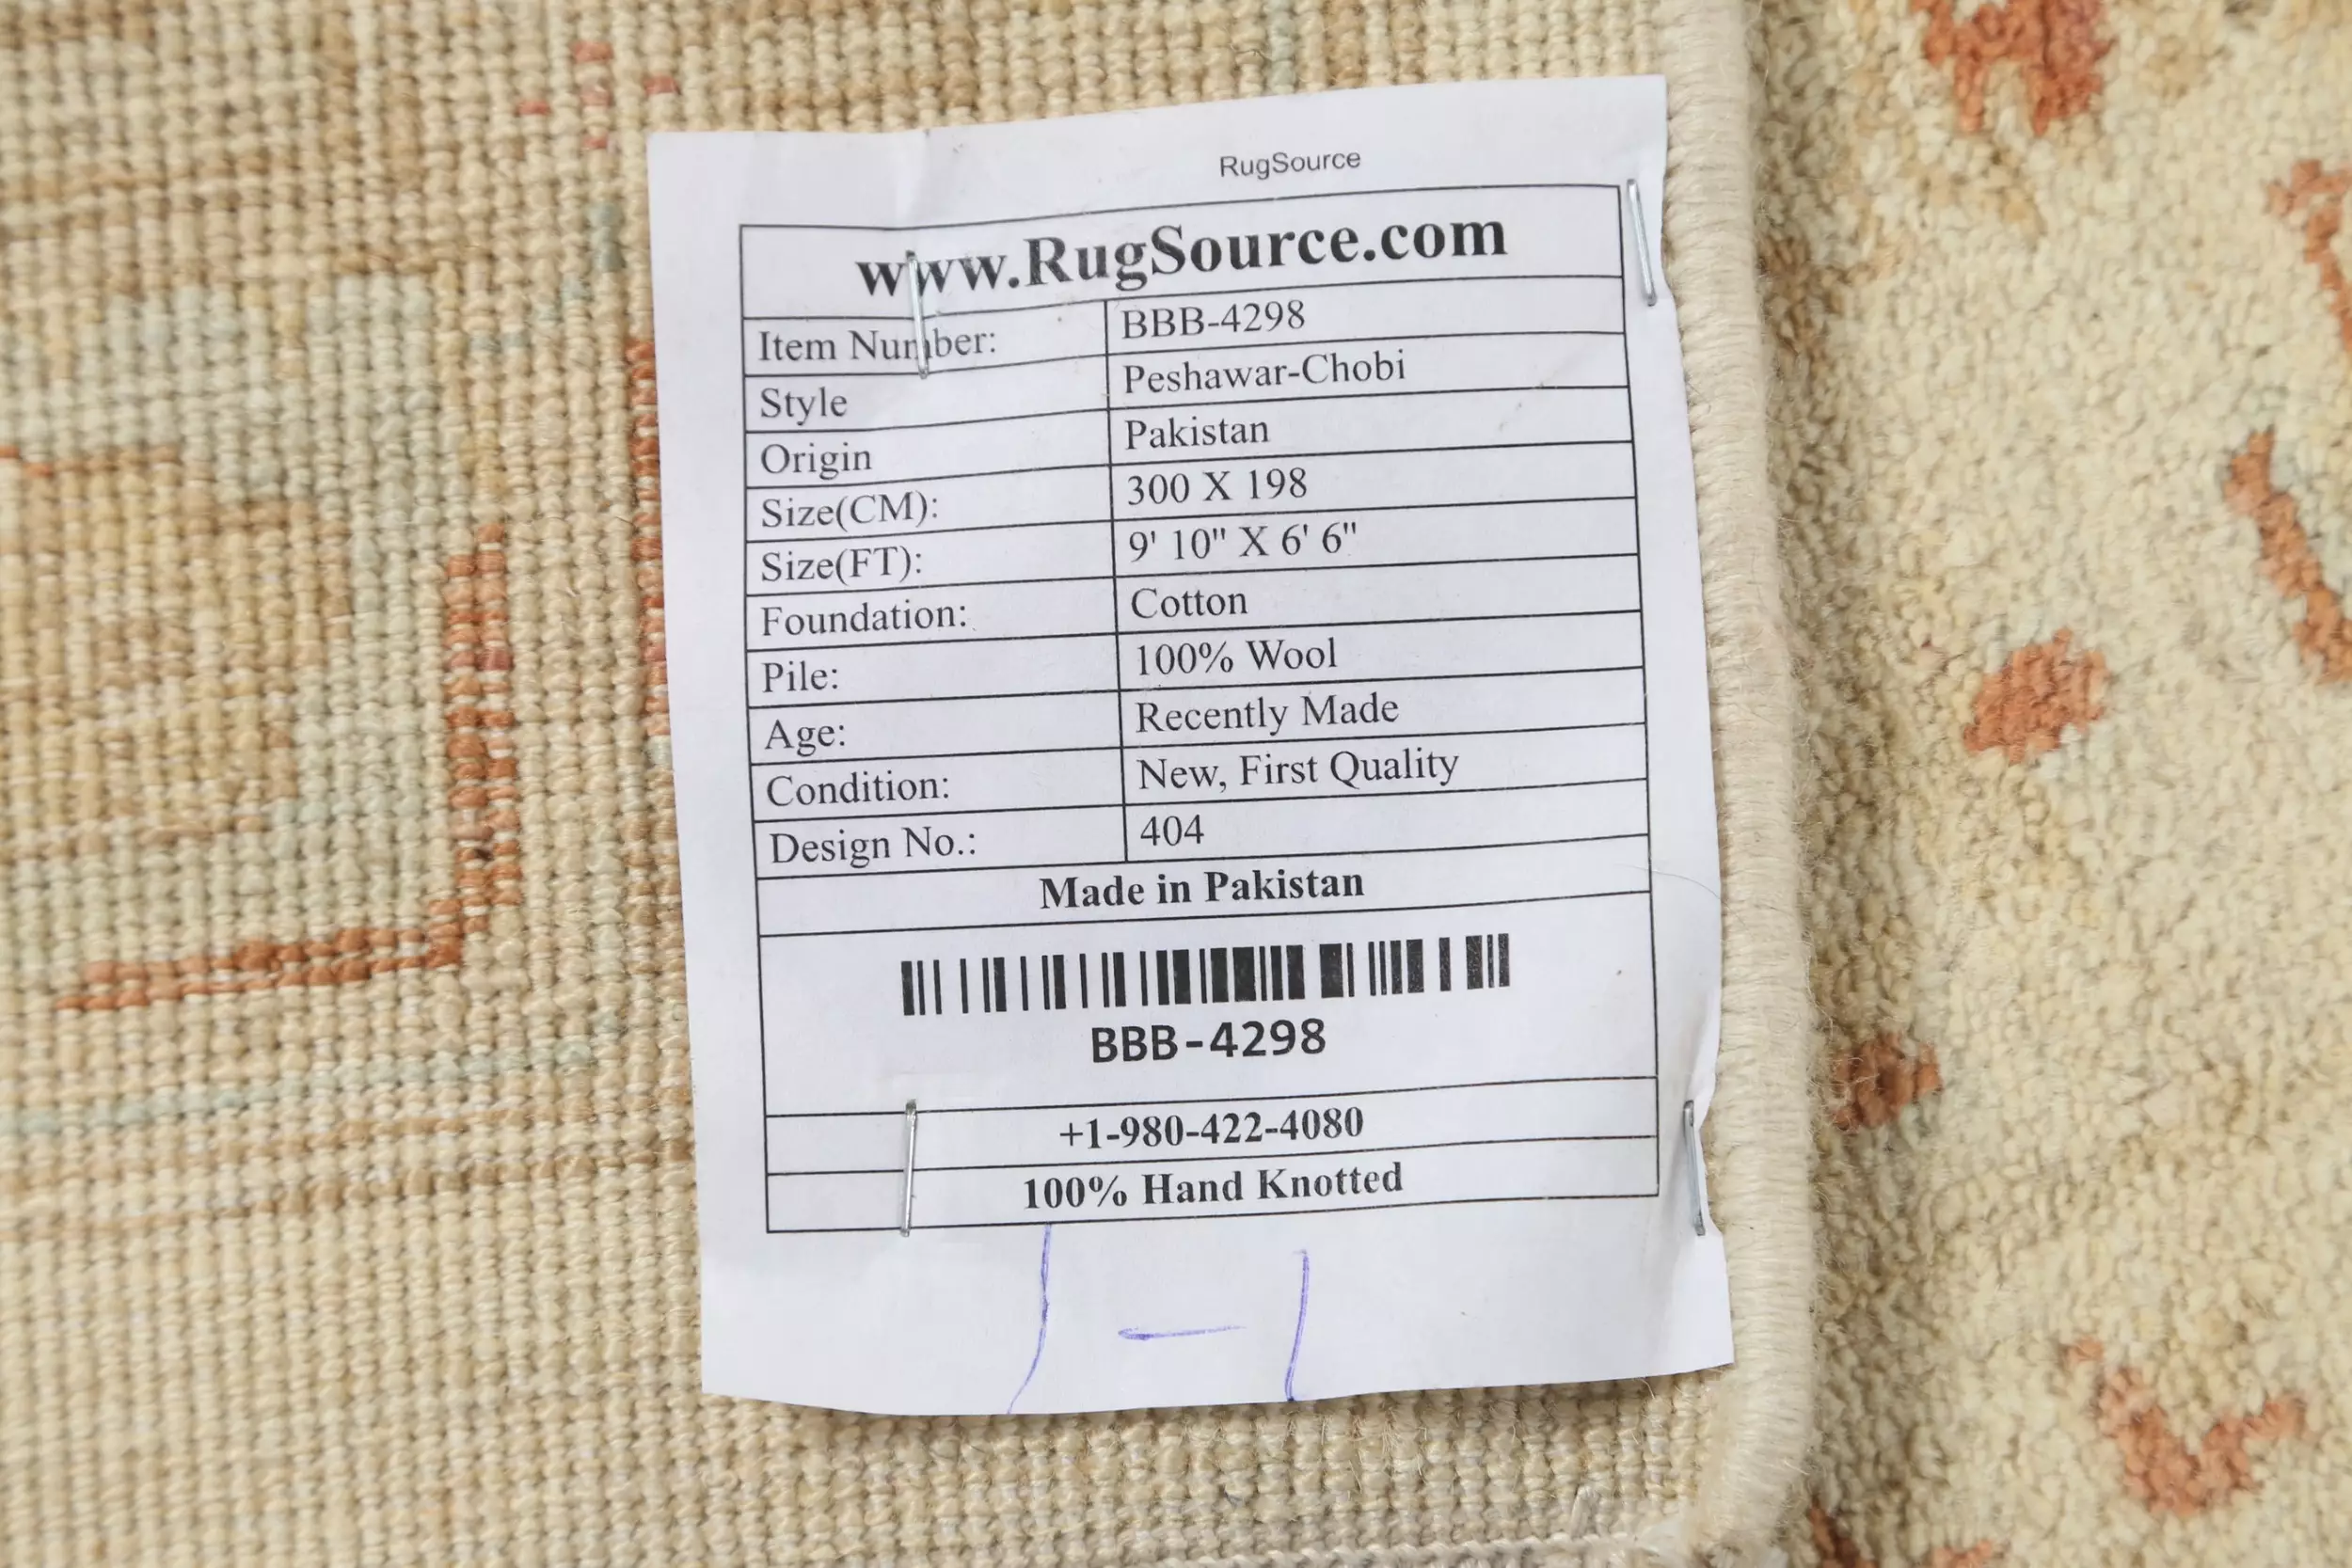 RugSource
www.RugSource.com
Item Number: BBB-4298
Style Peshawar-Chobi
Origin Pakistan
Size(CM): 300 X 198
Size(FT): 9' 10" X 6' 6"
Foundation: Cotton
Pile: 100% Wool
Age: Recently Made
Condition: New, First Quality
Design No.: 404
Made in Pakistan
BBB-4298
+1-980-422-4080
100% Hand Knotted
1-1